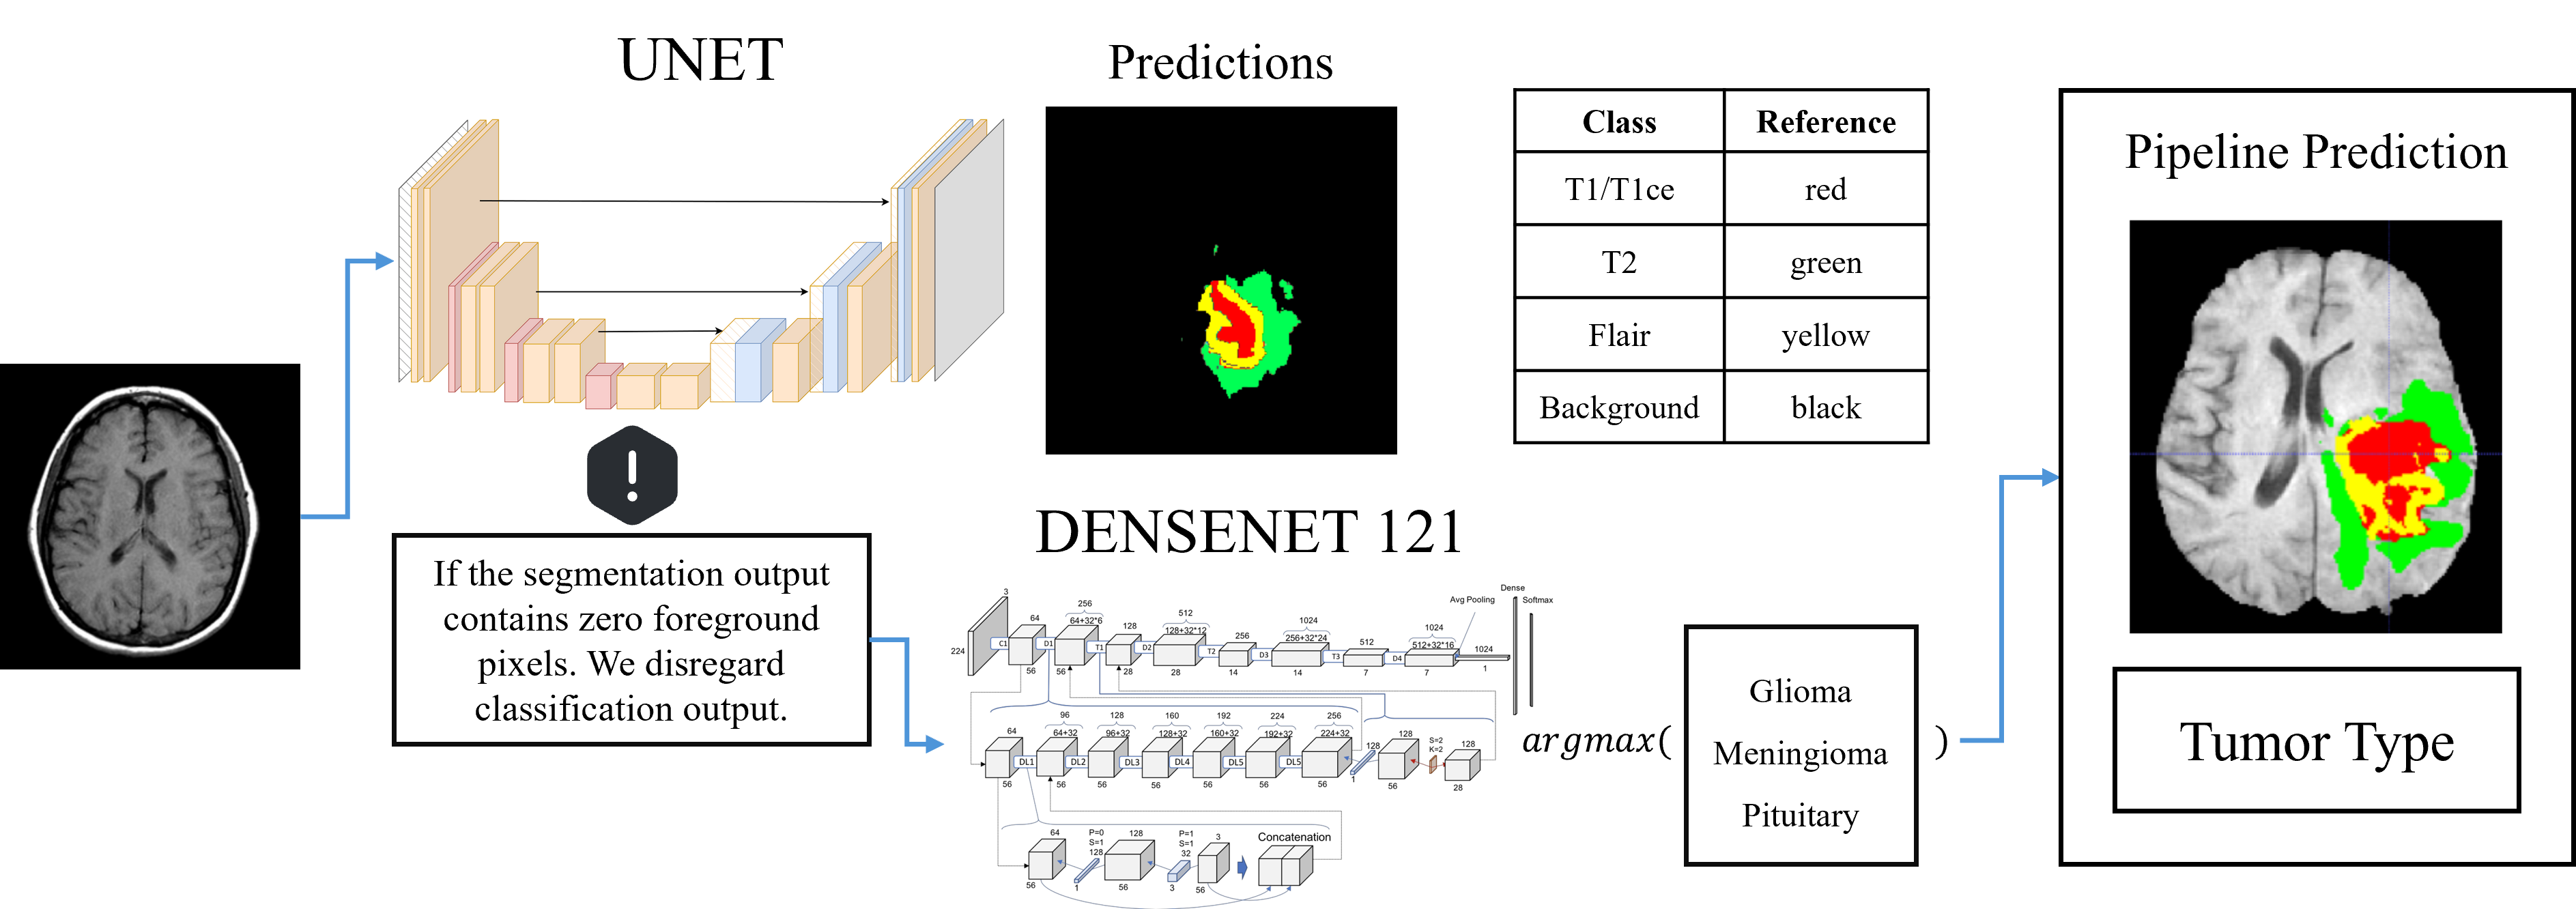 UNET
Predictions
Class Reference
T1/T1ce red
T2 green
Flair yellow
Background black
Pipeline Prediction
If the segmentation output
contains zero foreground
pixels. We disregard
classification output.
DENSENET 121
Dense
Avg Pooling Softmax
3
64
256
64+32*6
128
512
128+32*12
256
1024
256+32*24
512
1024
512+32*16
1024
224
C1 D1 T1 D2 T2 D3 T3 D4
56 56 28 28 14 14 7 7 1
64
96
64+32
128
96+32
160
128+32
192
160+32
224
192+32
256
224+32
128
128
S=2
K=2
128
DL1 DL2 DL3 DL4 DL5 DL5
56 56 56 56 56 56 56 1 56 28
64
P=0
S=1
128
128
P=1
S=1
32
3
Concatenation
56 1 56 3 56
argmax( )
Glioma
Meningioma
Pituitary
Tumor Type